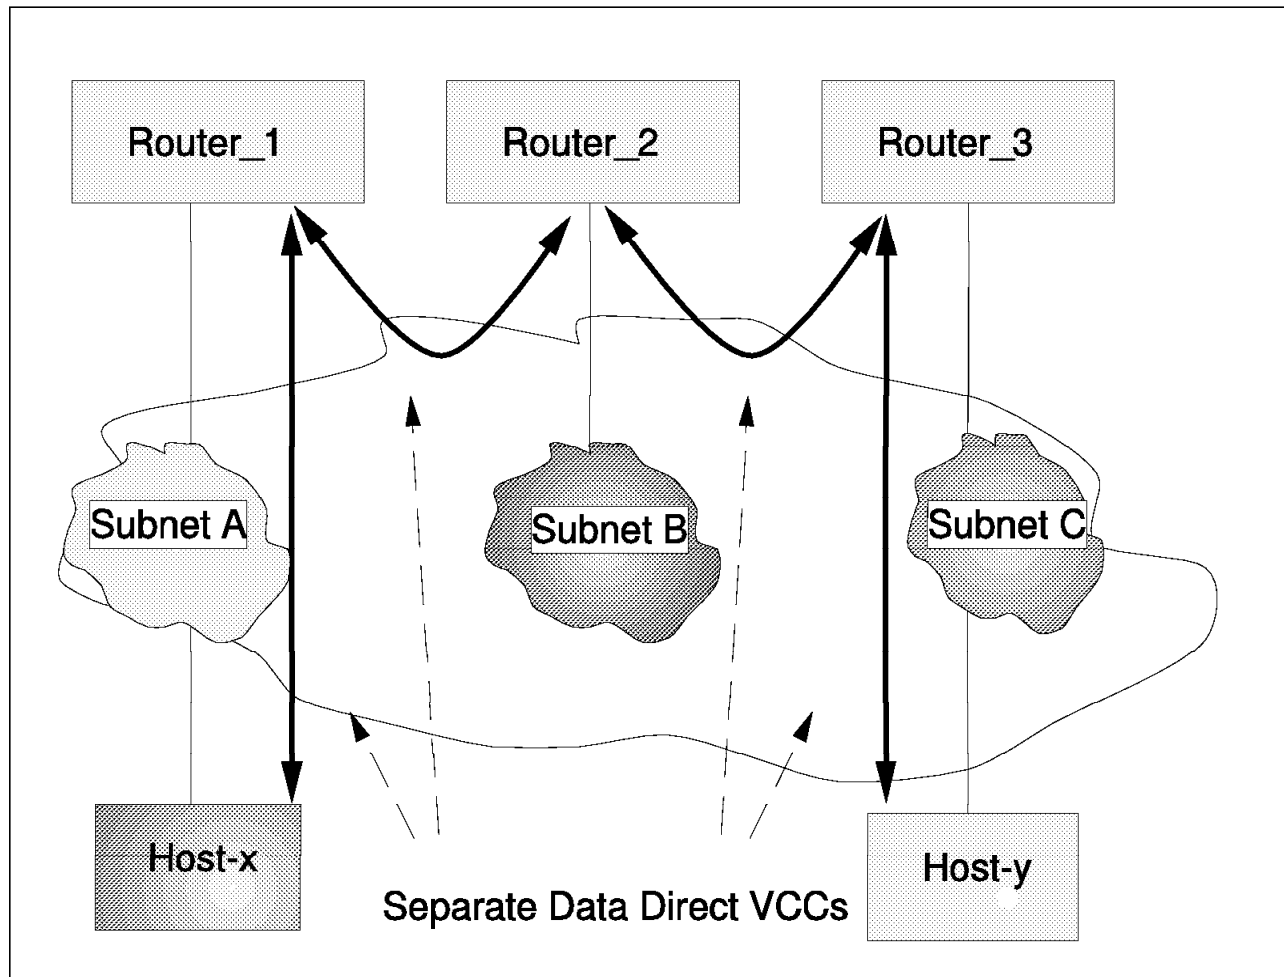 Router_1
Router_2
Router_3
Subnet A
Subnet B
Subnet C
Host-x
Host-y
Separate Data Direct VCCs